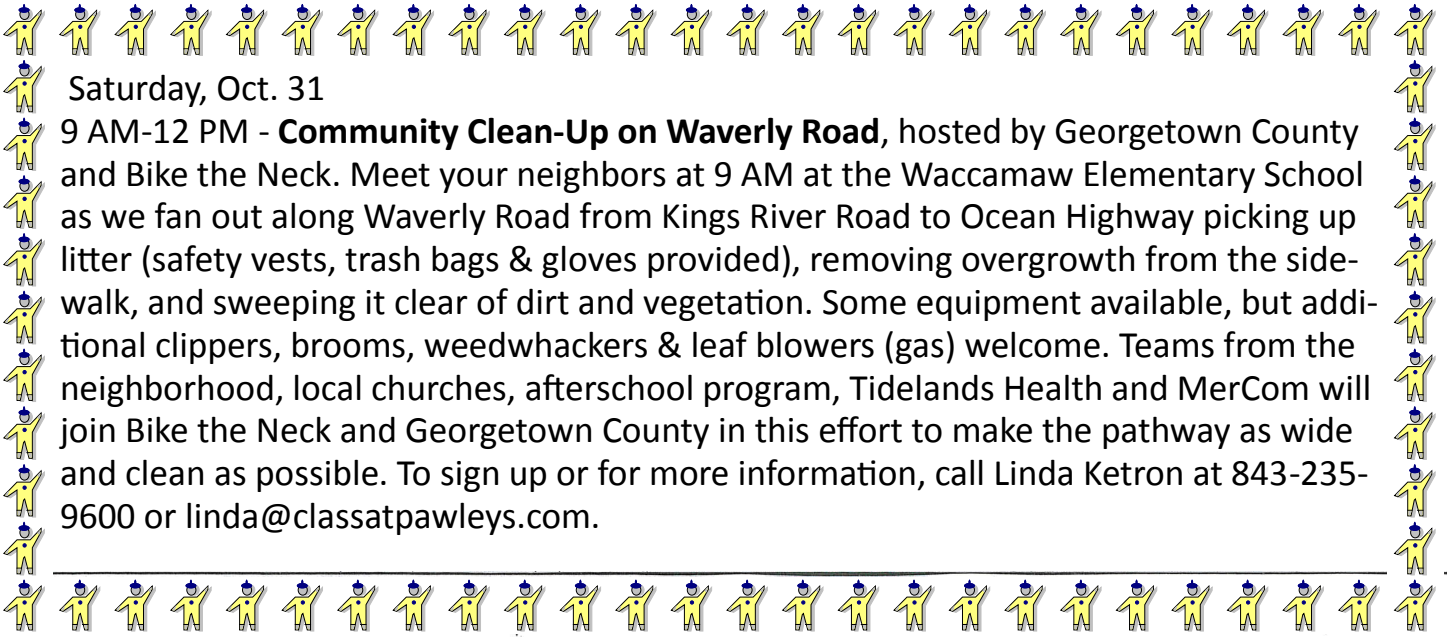 Saturday, Oct. 31
9 AM-12 PM - Community Clean-Up on Waverly Road, hosted by Georgetown County
and Bike the Neck. Meet your neighbors at 9 AM at the Waccamaw Elementary School
as we fan out along Waverly Road from Kings River Road to Ocean Highway picking up
litter (safety vests, trash bags & gloves provided), removing overgrowth from the side-
walk, and sweeping it clear of dirt and vegetation. Some equipment available, but addi-
tional clippers, brooms, weedwhackers & leaf blowers (gas) welcome. Teams from the
neighborhood, local churches, afterschool program, Tidelands Health and MerCom will
join Bike the Neck and Georgetown County in this effort to make the pathway as wide
and clean as possible. To sign up or for more information, call Linda Ketron at 843-235-
9600 or linda@classatpawleys.com.